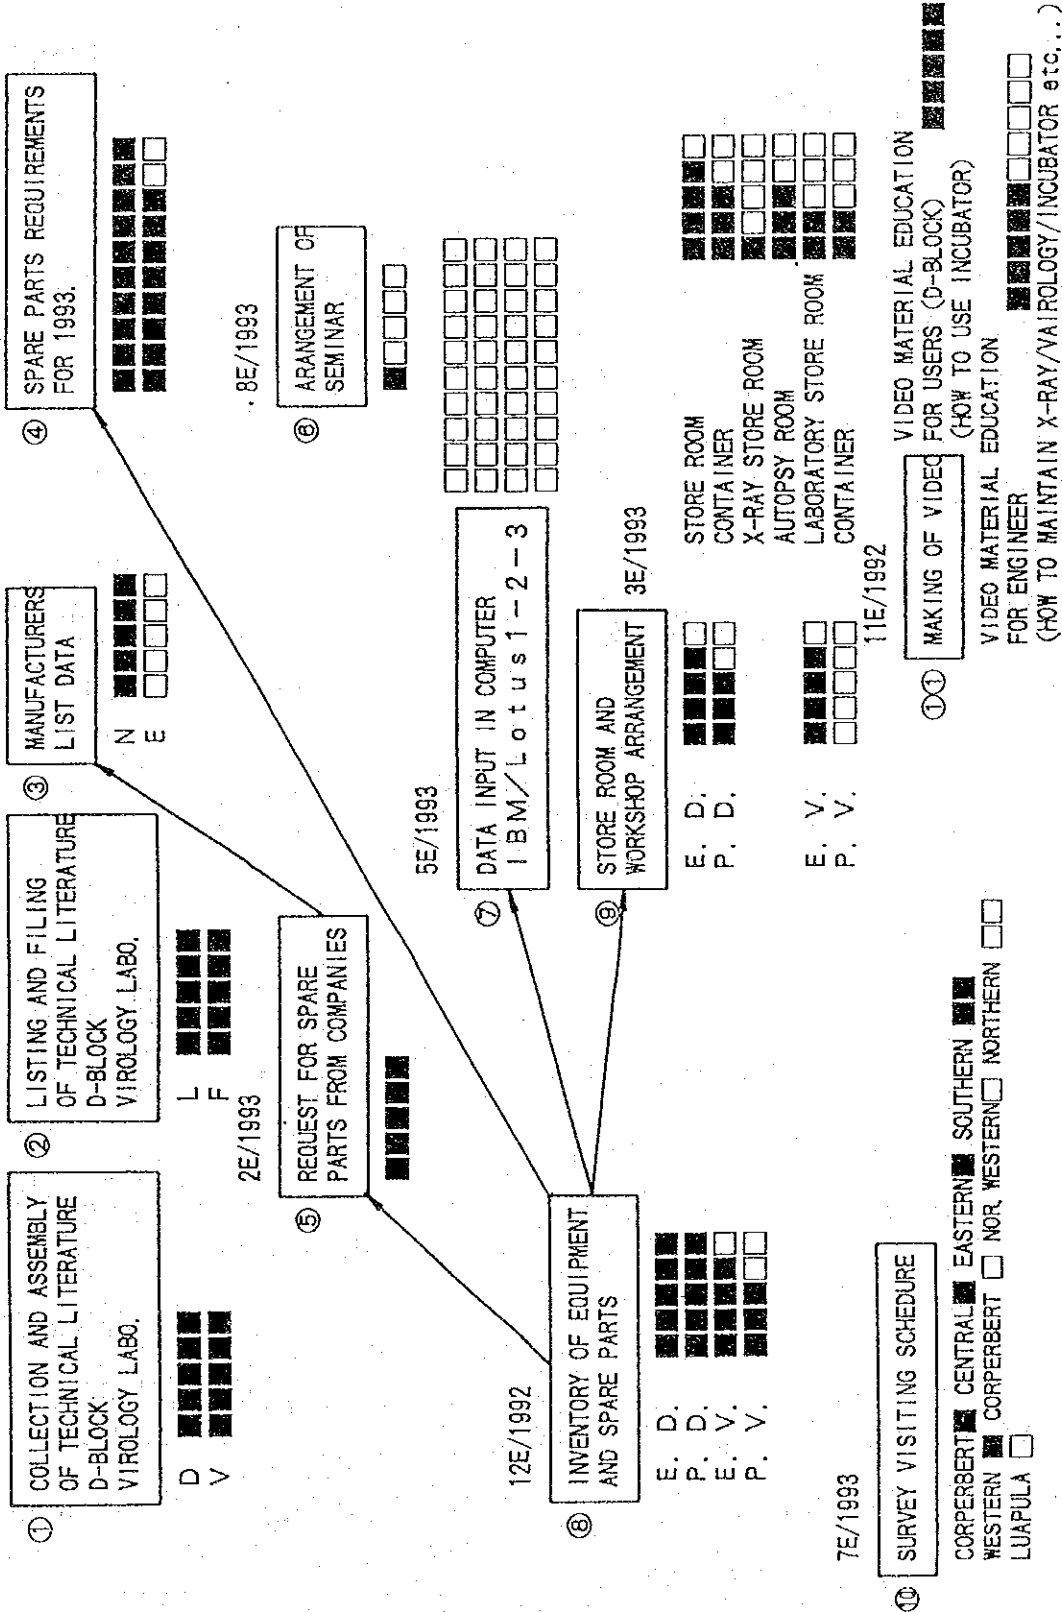 ① COLLECTION AND ASSEMBLY
OF TECHNICAL LITERATURE
D-BLOCK
VIROLOGY LABO.
D
V
② LISTING AND FILING
OF TECHNICAL LITERATURE
D-BLOCK
VIROLOGY LABO.
L
F
③ MANUFACTURERS
LIST DATA
N
E
④ SPARE PARTS REQUIREMENTS
FOR 1993.
2E/1993
⑤ REQUEST FOR SPARE
PARTS FROM COMPANIES
8E/1993
⑥ ARANGEMENT OF
SEMINAR
5E/1993
⑦ DATA INPUT IN COMPUTER
IBM/Lotus1-2-3
12E/1992
⑧ INVENTORY OF EQUIPMENT
AND SPARE PARTS
E. D.
P. D.
E. V.
P. V.
3E/1993
⑨ STORE ROOM AND
WORKSHOP ARRANGEMENT
E. D.
P. D.
E. V.
P. V.
STORE ROOM
CONTAINER
X-RAY STORE ROOM
AUTOPSY ROOM
LABORATORY STORE ROOM
CONTAINER
7E/1993
⑩ SURVEY VISITING SCHEDURE
CORPERBERT CENTRAL EASTERN SOUTHERN
WESTERN CORPERBERT NOR, WESTERN NORTHERN
LUAPULA
11E/1992
①① MAKING OF VIDEO
VIDEO MATERIAL EDUCATION
FOR USERS (D-BLOCK)
(HOW TO USE INCUBATOR)
VIDEO MATERIAL EDUCATION
FOR ENGINEER
(HOW TO MAINTAIN X-RAY/VAIROLOGY/INCUBATOR etc,..)